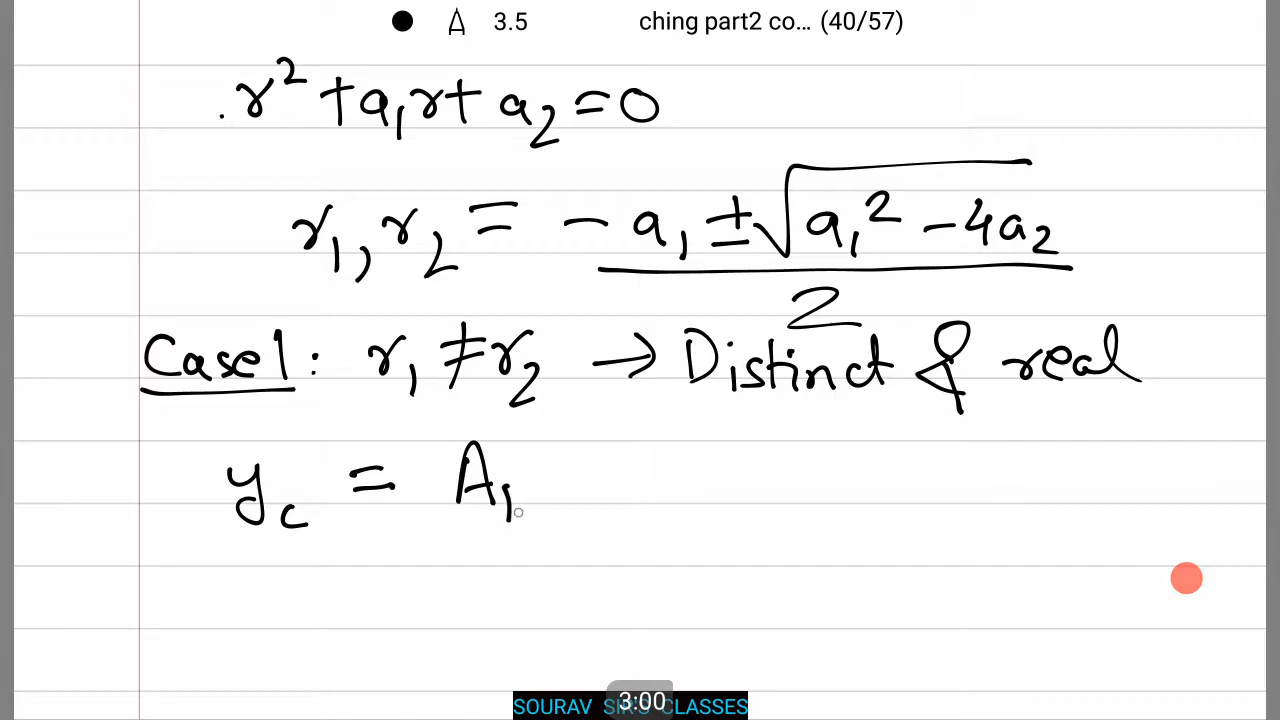 A 3.5 ching part2 co... (40/57)
. r² + a₁r + a₂ = 0
r₁, r₂ = − a₁ ± √(a₁² − 4a₂) / 2
Case 1 : r₁ ≠ r₂ → Distinct & real
y_c = A₁
3:00
SOURAV SIR'S CLASSES